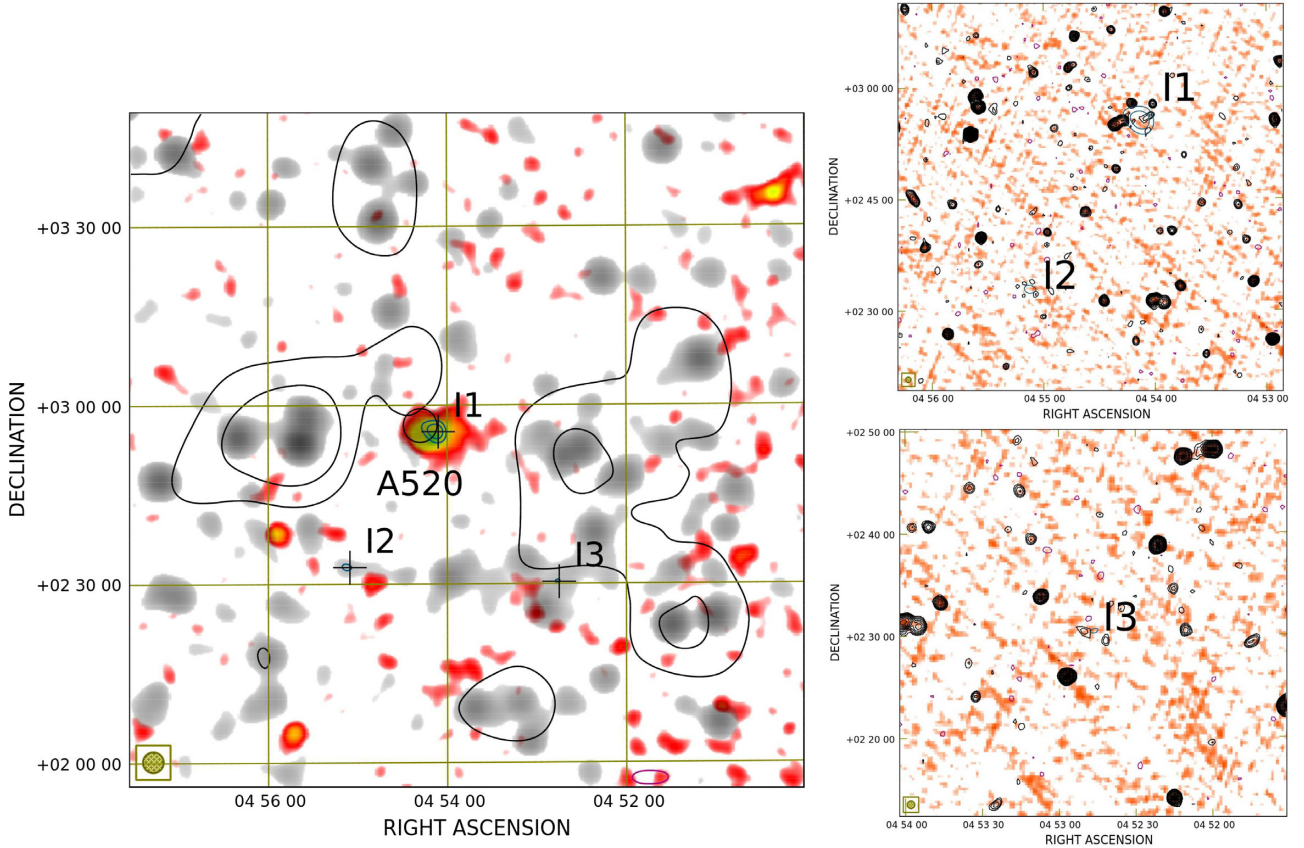 DECLINATION
+03 30 00
+03 00 00
+02 30 00
+02 00 00
I1
A520
I2
I3
04 56 00
04 54 00
04 52 00
RIGHT ASCENSION
DECLINATION
+03 00 00
+02 45 00
+02 30 00
I1
I2
04 56 00
04 55 00
04 54 00
04 53 00
RIGHT ASCENSION
DECLINATION
+02 50 00
+02 40 00
+02 30 00
+02 20 00
I3
04 54 00
04 53 30
04 53 00
04 52 30
04 52 00
RIGHT ASCENSION